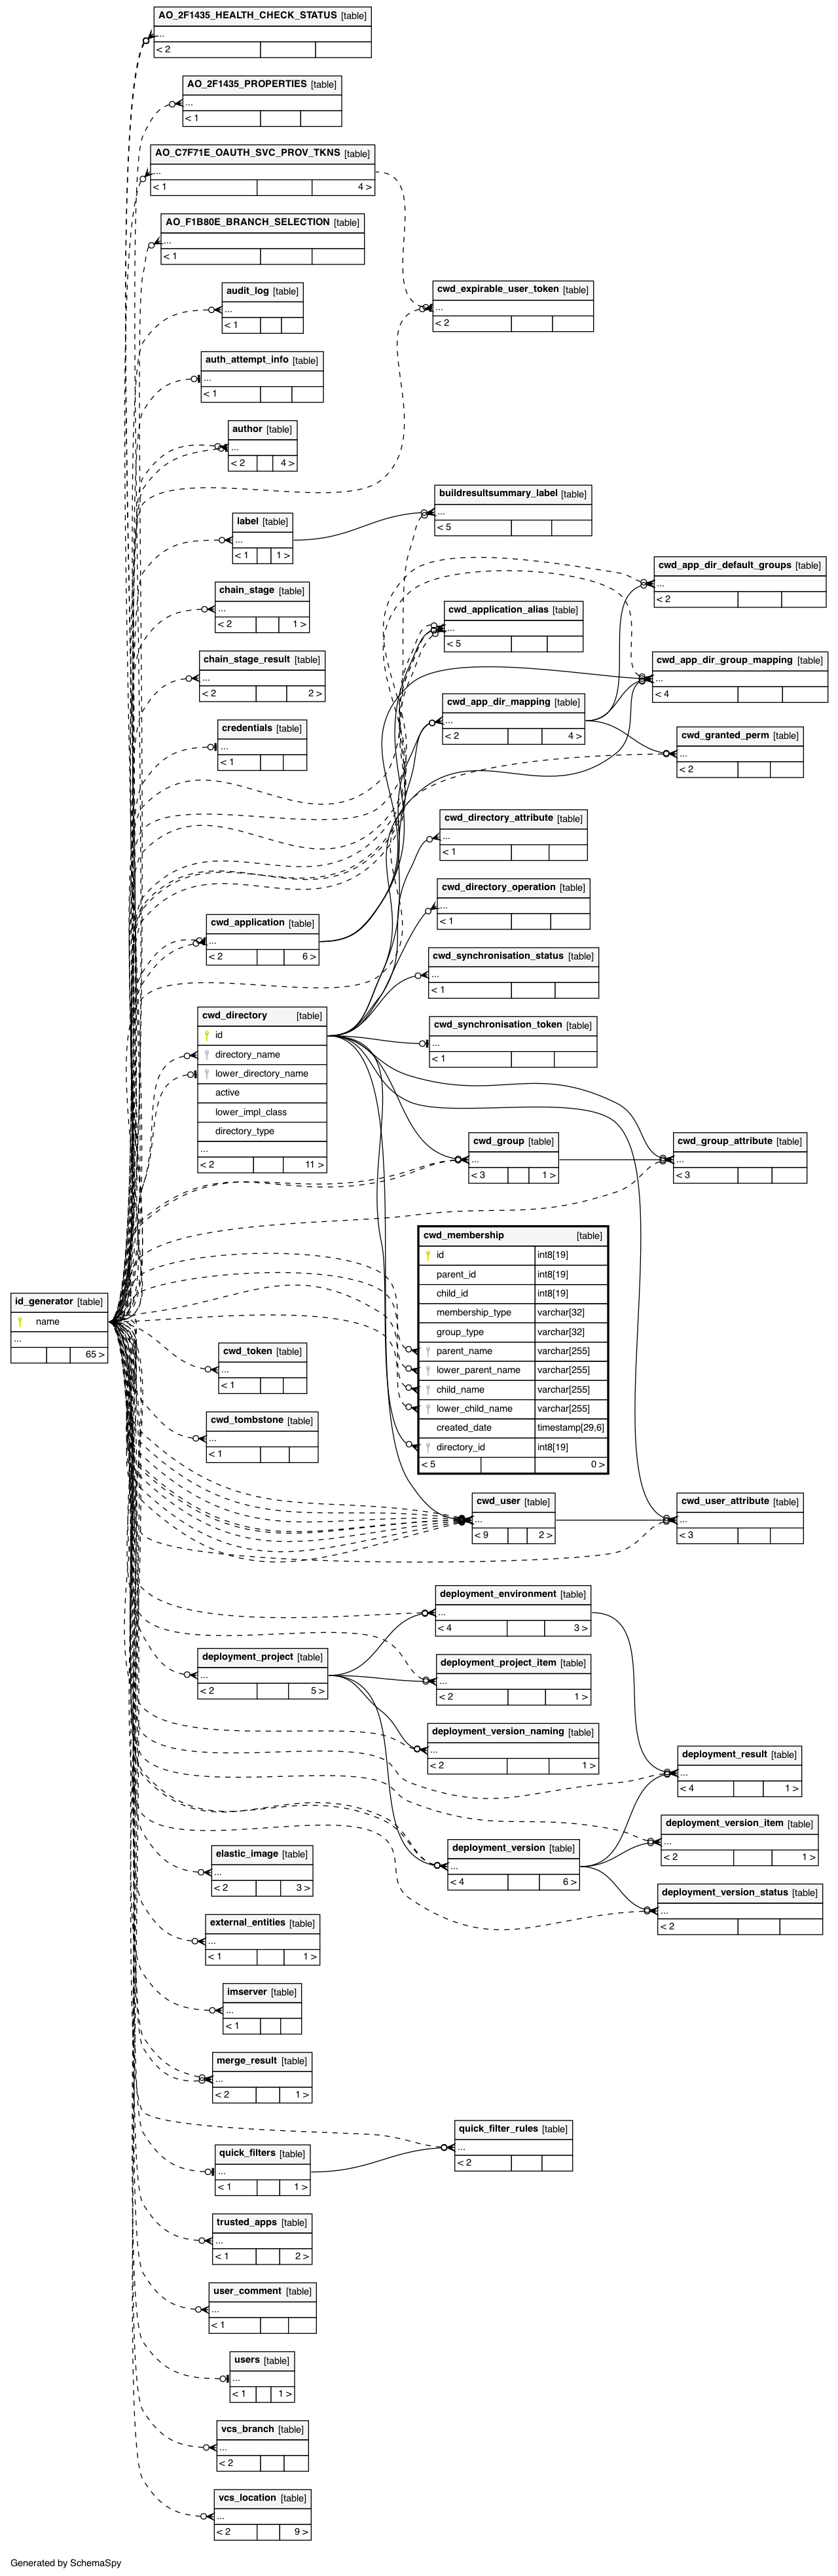 AO_2F1435_HEALTH_CHECK_STATUS [table]
...
< 2
AO_2F1435_PROPERTIES [table]
...
< 1
AO_C7F71E_OAUTH_SVC_PROV_TKNS [table]
...
< 1 4 >
AO_F1B80E_BRANCH_SELECTION [table]
...
< 1
audit_log [table]
...
< 1
cwd_expirable_user_token [table]
...
< 2
auth_attempt_info [table]
...
< 1
author [table]
...
< 2 4 >
buildresultsummary_label [table]
...
< 5
label [table]
...
< 1 1 >
cwd_app_dir_default_groups [table]
...
< 2
chain_stage [table]
...
< 2 1 >
cwd_application_alias [table]
...
< 5
chain_stage_result [table]
...
< 2 2 >
cwd_app_dir_group_mapping [table]
...
< 4
cwd_app_dir_mapping [table]
...
< 2 4 >
credentials [table]
...
< 1
cwd_granted_perm [table]
...
< 2
cwd_directory_attribute [table]
...
< 1
cwd_directory_operation [table]
...
< 1
cwd_application [table]
...
< 2 6 >
cwd_synchronisation_status [table]
...
< 1
cwd_directory [table]
id
directory_name
lower_directory_name
active
lower_impl_class
directory_type
...
< 2 11 >
cwd_synchronisation_token [table]
...
< 1
cwd_group [table]
...
< 3 1 >
cwd_group_attribute [table]
...
< 3
cwd_membership [table]
id int8[19]
parent_id int8[19]
child_id int8[19]
membership_type varchar[32]
group_type varchar[32]
parent_name varchar[255]
lower_parent_name varchar[255]
child_name varchar[255]
lower_child_name varchar[255]
created_date timestamp[29,6]
directory_id int8[19]
< 5 0 >
id_generator [table]
name
...
65 >
cwd_token [table]
...
< 1
cwd_tombstone [table]
...
< 1
cwd_user [table]
...
< 9 2 >
cwd_user_attribute [table]
...
< 3
deployment_environment [table]
...
< 4 3 >
deployment_project [table]
...
< 2 5 >
deployment_project_item [table]
...
< 2 1 >
deployment_version_naming [table]
...
< 2 1 >
deployment_result [table]
...
< 4 1 >
deployment_version_item [table]
...
< 2 1 >
deployment_version [table]
...
< 4 6 >
elastic_image [table]
...
< 2 3 >
deployment_version_status [table]
...
< 2
external_entities [table]
...
< 1 1 >
imserver [table]
...
< 1
merge_result [table]
...
< 2 1 >
quick_filter_rules [table]
...
< 2
quick_filters [table]
...
< 1 1 >
trusted_apps [table]
...
< 1 2 >
user_comment [table]
...
< 1
users [table]
...
< 1 1 >
vcs_branch [table]
...
< 2
vcs_location [table]
...
< 2 9 >
Generated by SchemaSpy